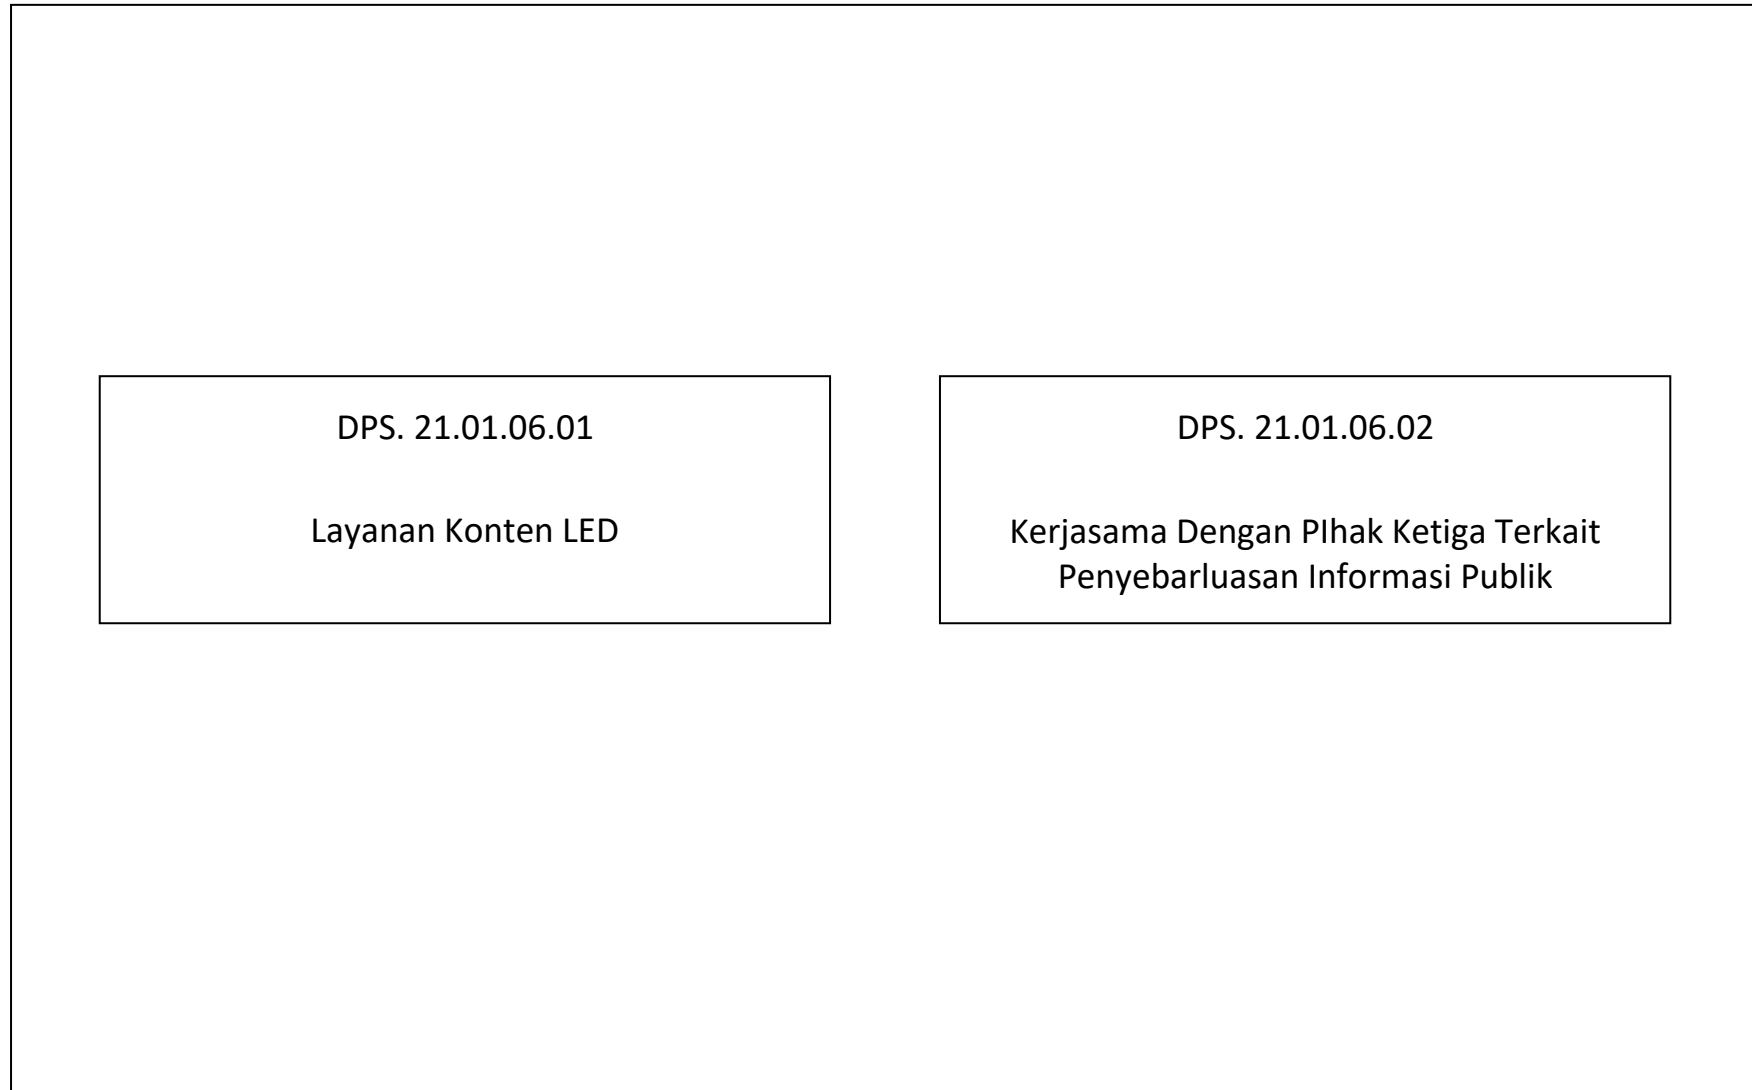 DPS. 21.01.06.01
Layanan Konten LED
DPS. 21.01.06.02
Kerjasama Dengan PIhak Ketiga Terkait
Penyebarluasan Informasi Publik